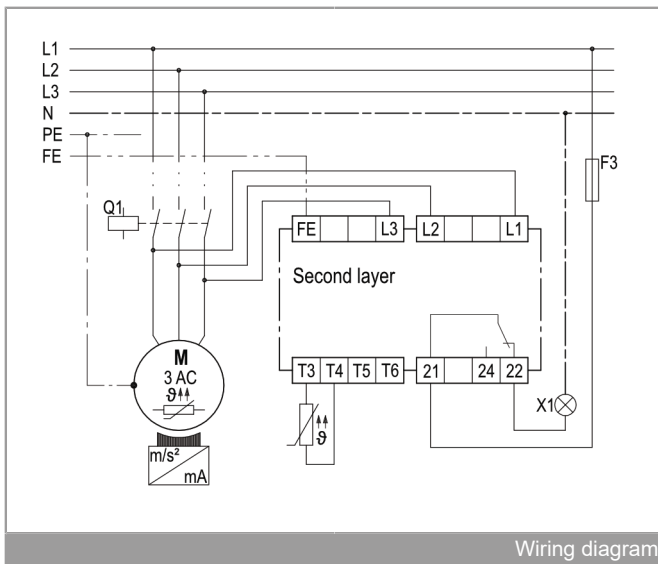 L1
L2
L3
N
PE
FE
F3
Q1
FE L3 L2 L1
Second layer
M
3 AC
ϑ
T3 T4 T5 T6 21 24 22
X1
ϑ
m/s²
mA
Wiring diagram